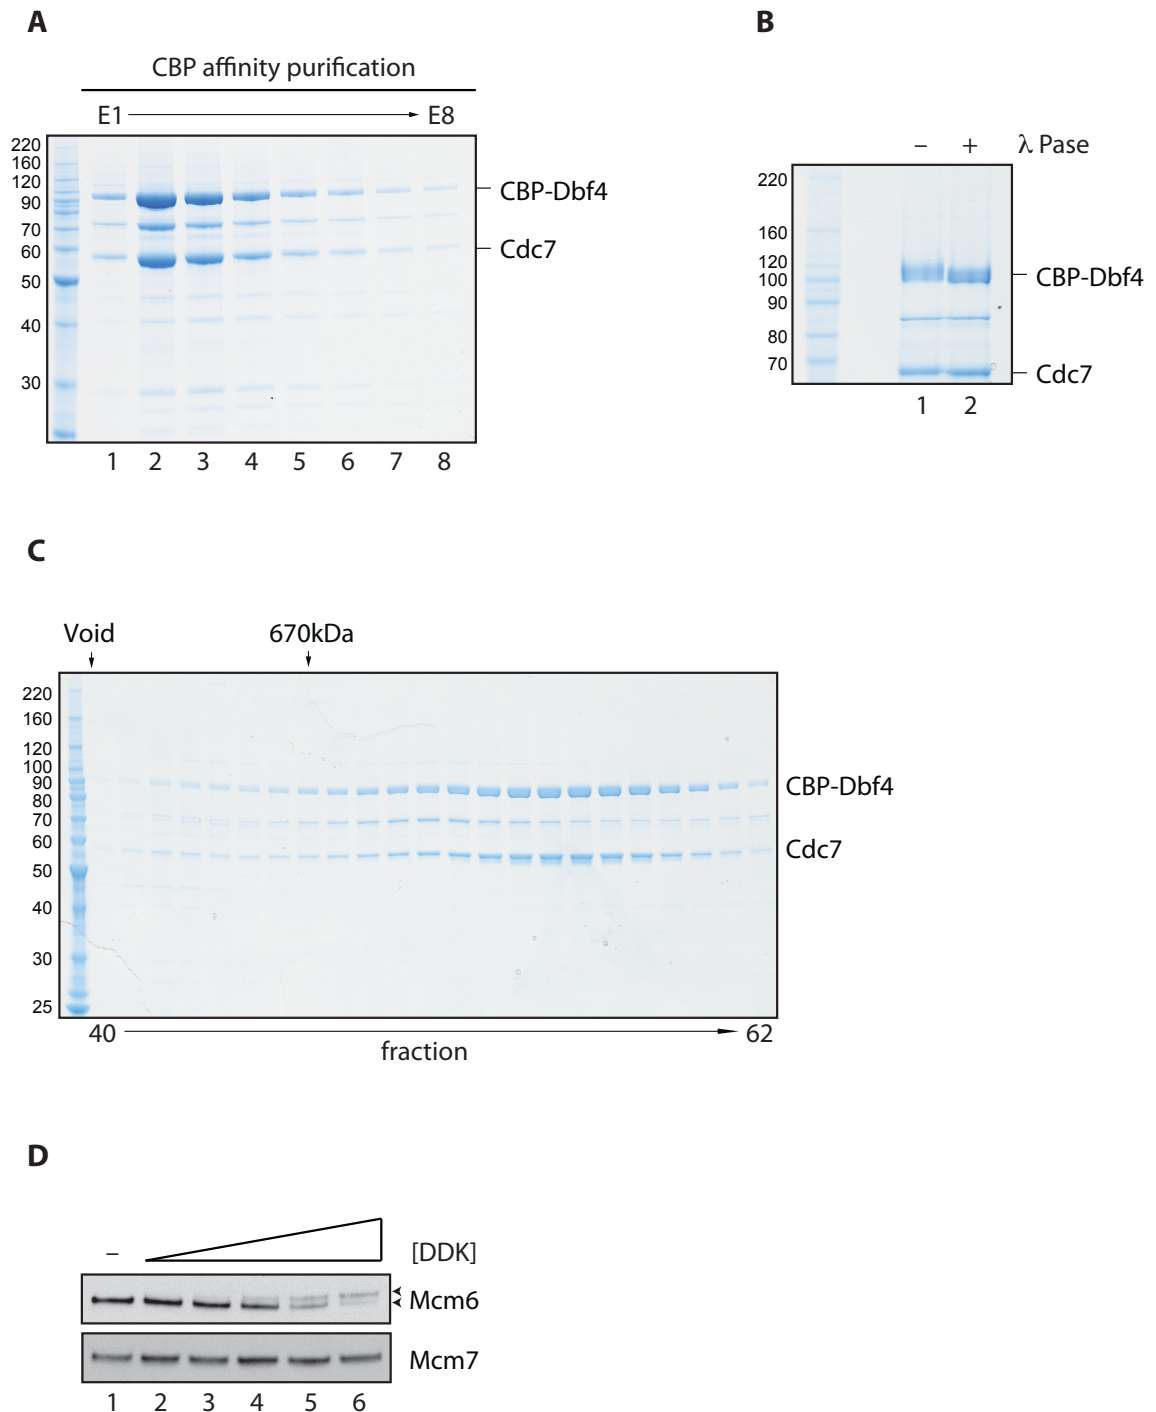 A
CBP affinity purification
E1 E8
220
160
120
90
70
60
50
40
30
CBP-Dbf4
Cdc7
1 2 3 4 5 6 7 8
B
– + λ Pase
220
160
120
100
90
80
70
CBP-Dbf4
Cdc7
1 2
C
Void 670kDa
220
160
120
100
90
80
70
60
50
40
30
25
CBP-Dbf4
Cdc7
40 62
fraction
D
– [DDK]
Mcm6
Mcm7
1 2 3 4 5 6